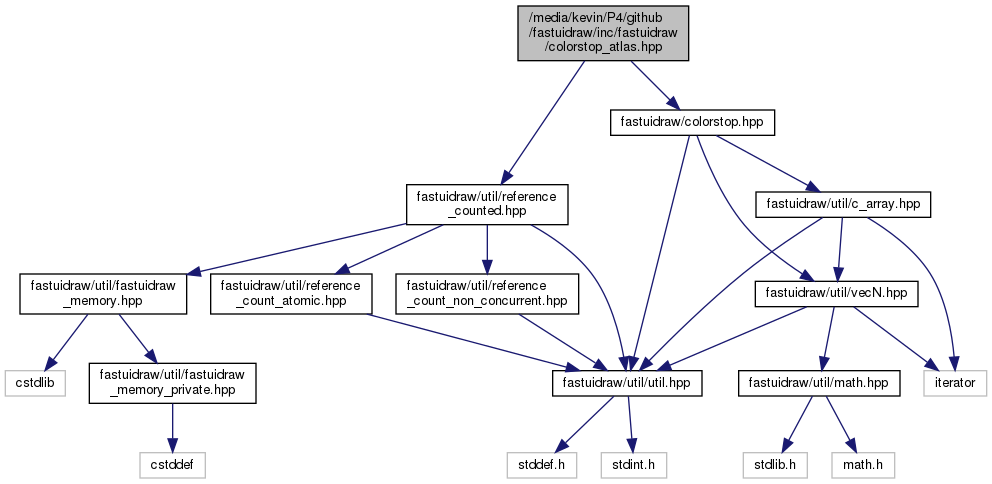 /media/kevin/P4/github
/fastuidraw/inc/fastuidraw
/colorstop_atlas.hpp
fastuidraw/colorstop.hpp
fastuidraw/util/reference
_counted.hpp
fastuidraw/util/c_array.hpp
fastuidraw/util/fastuidraw
_memory.hpp
fastuidraw/util/reference
_count_atomic.hpp
fastuidraw/util/reference
_count_non_concurrent.hpp
fastuidraw/util/vecN.hpp
cstdlib
fastuidraw/util/fastuidraw
_memory_private.hpp
fastuidraw/util/util.hpp
fastuidraw/util/math.hpp
iterator
cstddef
stddef.h
stdint.h
stdlib.h
math.h